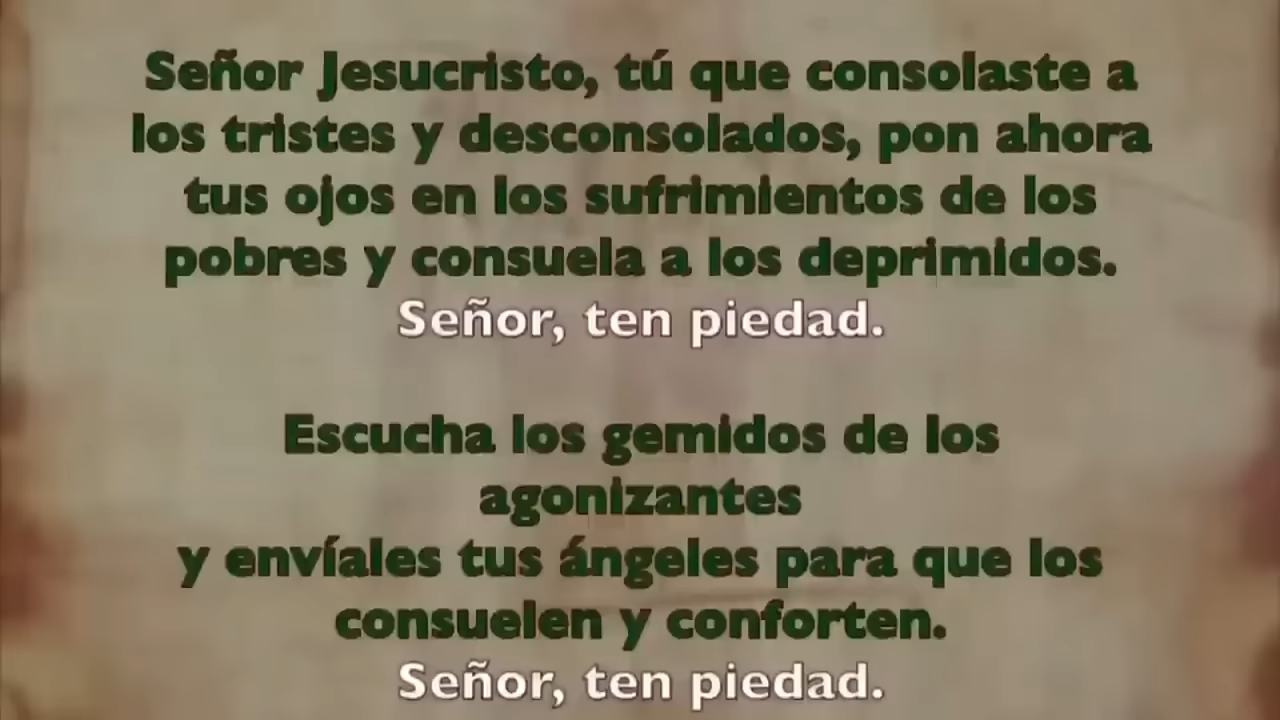 Señor Jesucristo, tú que consolaste a
los tristes y desconsolados, pon ahora
tus ojos en los sufrimientos de los
pobres y consuela a los deprimidos.
Señor, ten piedad.
Escucha los gemidos de los
agonizantes
y envíales tus ángeles para que los
consuelen y conforten.
Señor, ten piedad.